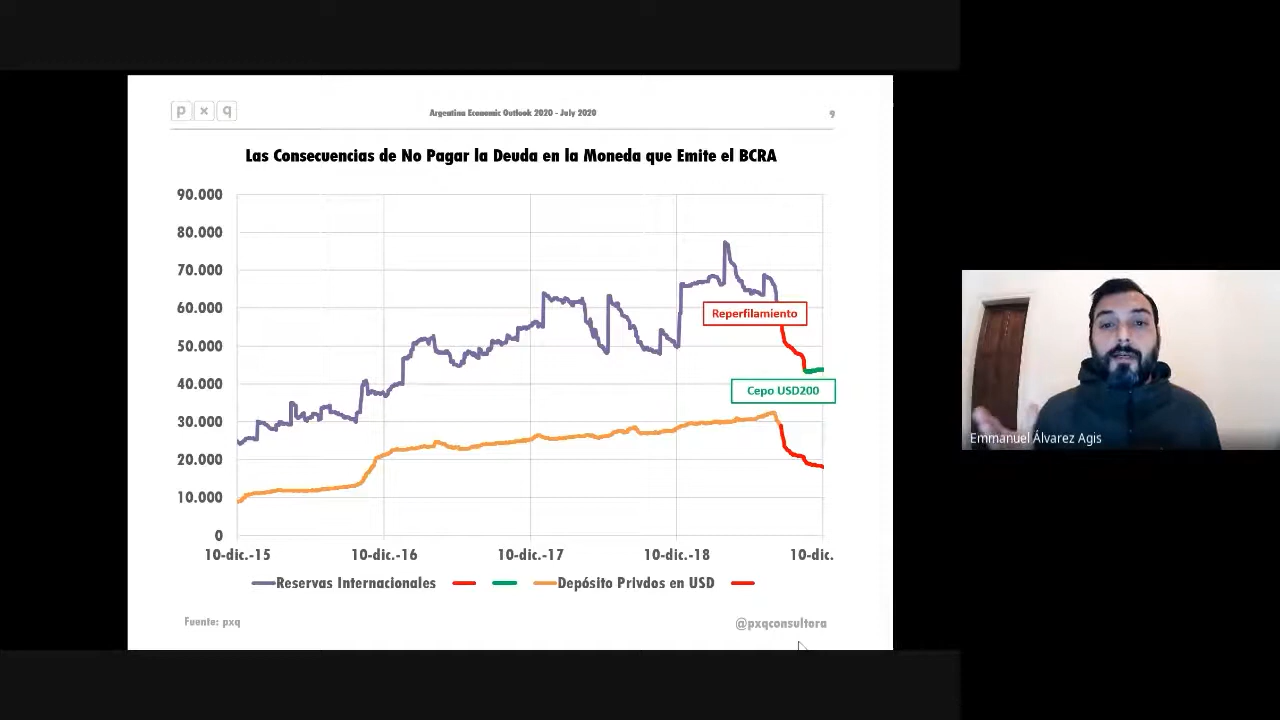 p x q
Argentina Economic Outlook 2020 - July 2020
9
Las Consecuencias de No Pagar la Deuda en la Moneda que Emite el BCRA
90.000
80.000
70.000
60.000
50.000
40.000
30.000
20.000
10.000
0
Reperfilamiento
Cepo USD200
10-dic.-15 10-dic.-16 10-dic.-17 10-dic.-18 10-dic.
Reservas Internacionales Depósito Privdos en USD
Fuente: pxq
@pxqconsultora
Emmanuel Álvarez Agis